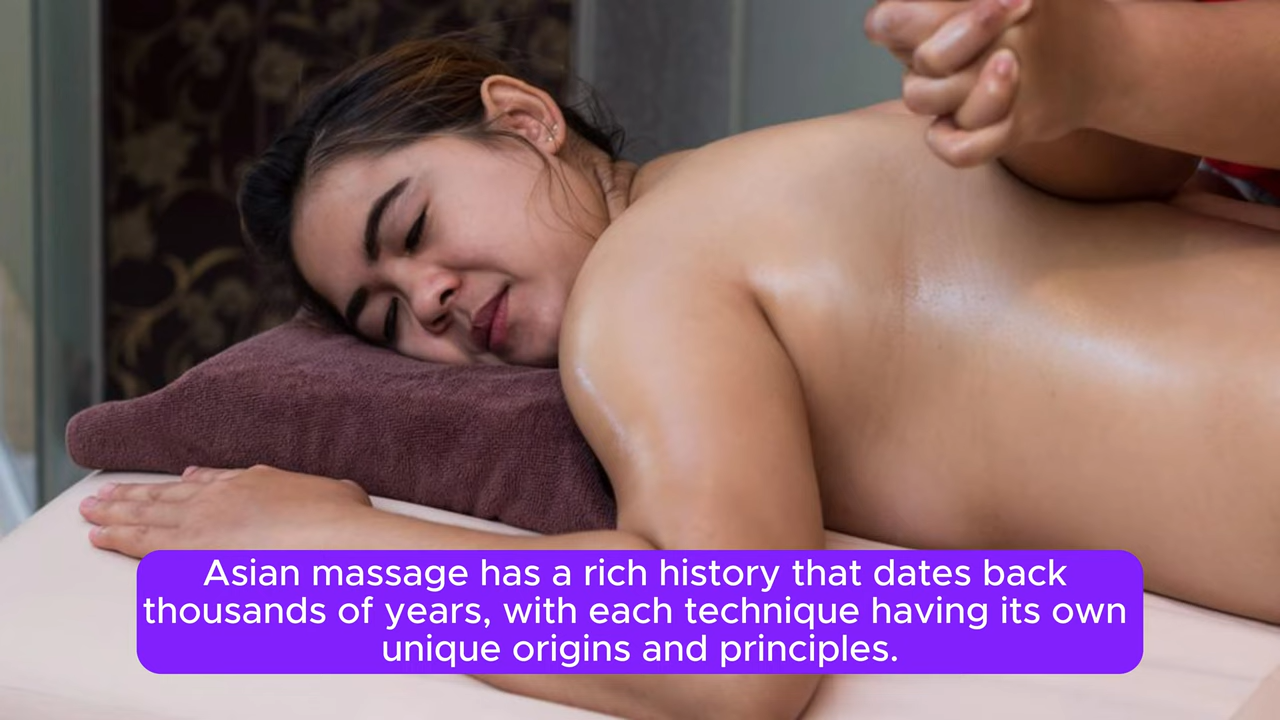 Asian massage has a rich history that dates back
thousands of years, with each technique having its own
unique origins and principles.